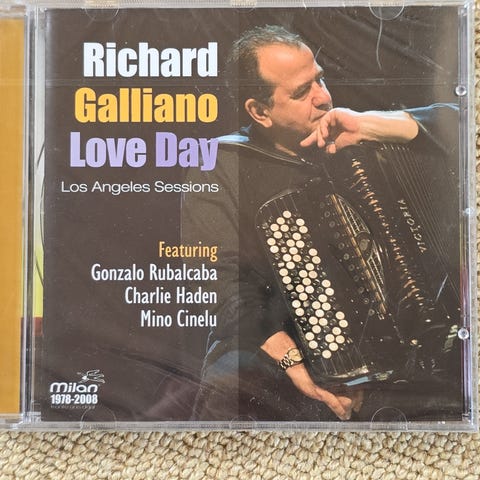 Richard
Galliano
Love Day
Los Angeles Sessions
Featuring
Gonzalo Rubalcaba
Charlie Haden
Mino Cinelu
VICTORIA
Milan
1978-2008